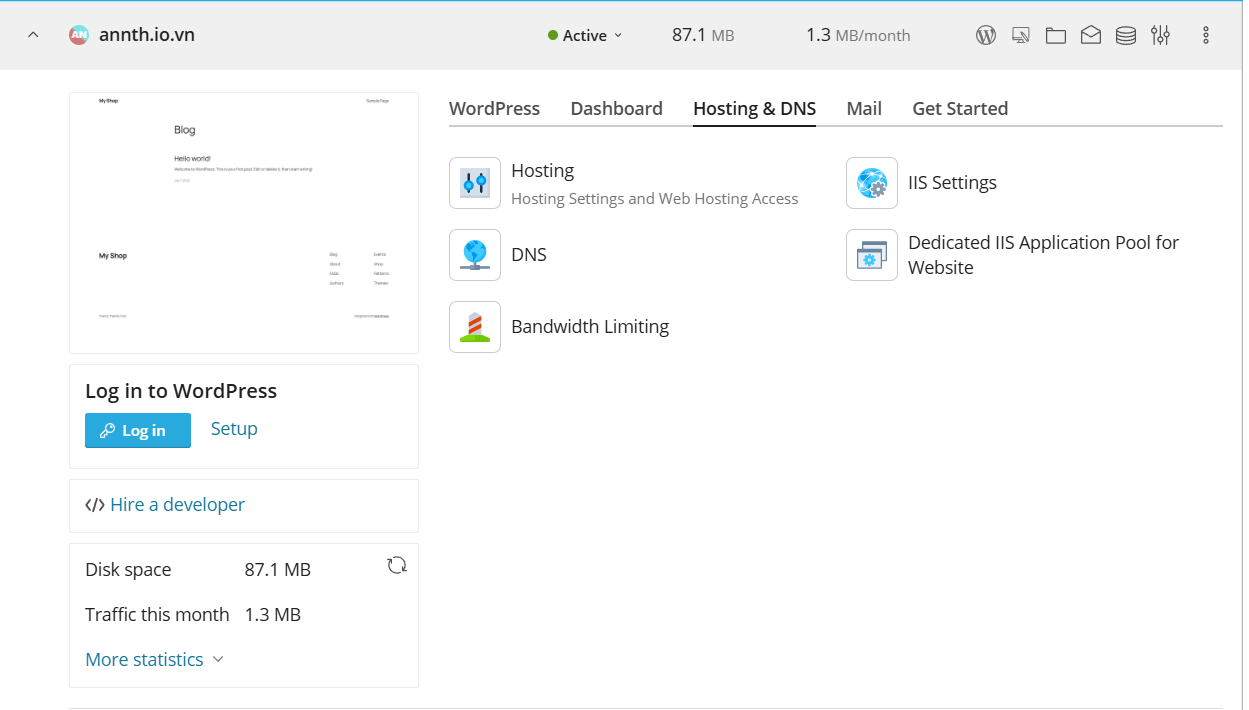 AN annth.io.vn Active 87.1 MB 1.3 MB/month
My Shop Sample Page
Blog
Hello world!
Welcome to WordPress. This is your first post. Edit or delete it, then start writing!
My Shop
Blog Events
About Shop
FAQs Patterns
Authors Themes
WordPress Dashboard Hosting & DNS Mail Get Started
Hosting
Hosting Settings and Web Hosting Access
IIS Settings
DNS
Dedicated IIS Application Pool for
Website
Bandwidth Limiting
Log in to WordPress
Log in Setup
Hire a developer
Disk space 87.1 MB
Traffic this month 1.3 MB
More statistics